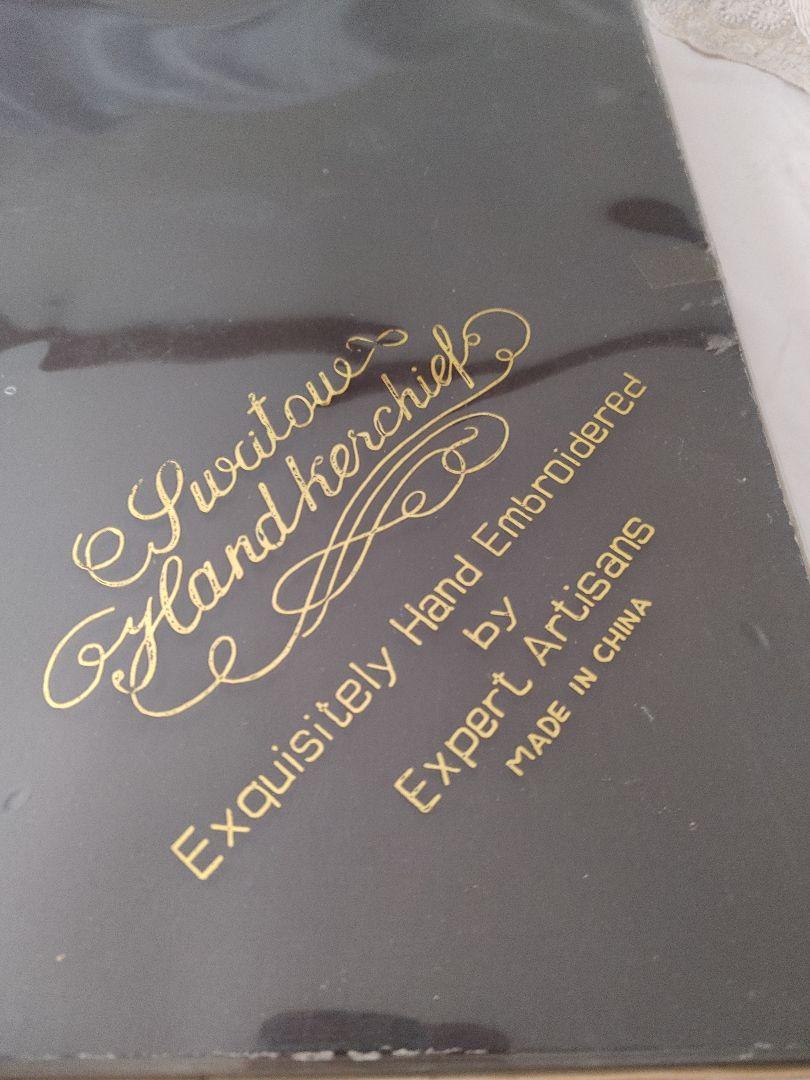 Swatow
Handkerchief
Exquisitely Hand Embroidered
by
Expert Artisans
MADE IN CHINA